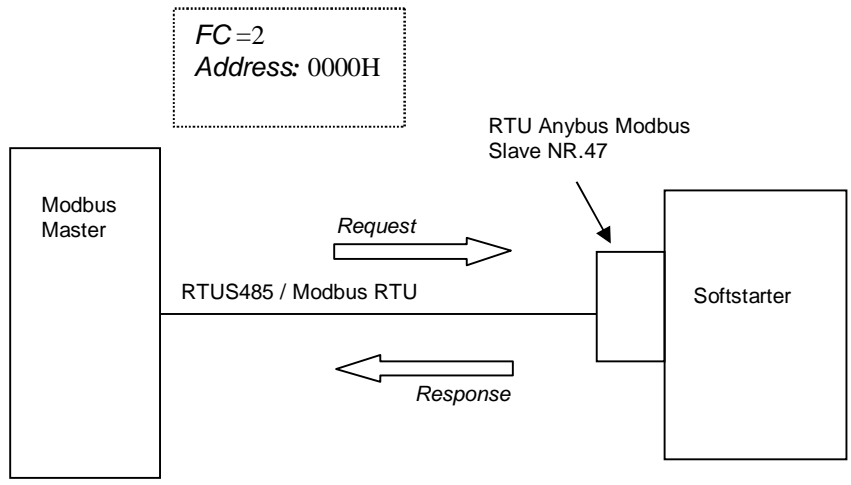 FC=2
Address: 0000H
RTU Anybus Modbus
Slave NR.47
Modbus
Master
Request
RTUS485 / Modbus RTU
Softstarter
Response